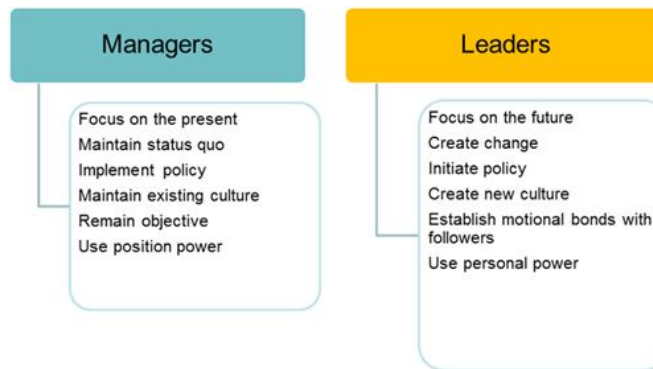 Managers
Focus on the present
Maintain status quo
Implement policy
Maintain existing culture
Remain objective
Use position power
Leaders
Focus on the future
Create change
Initiate policy
Create new culture
Establish motional bonds with
followers
Use personal power